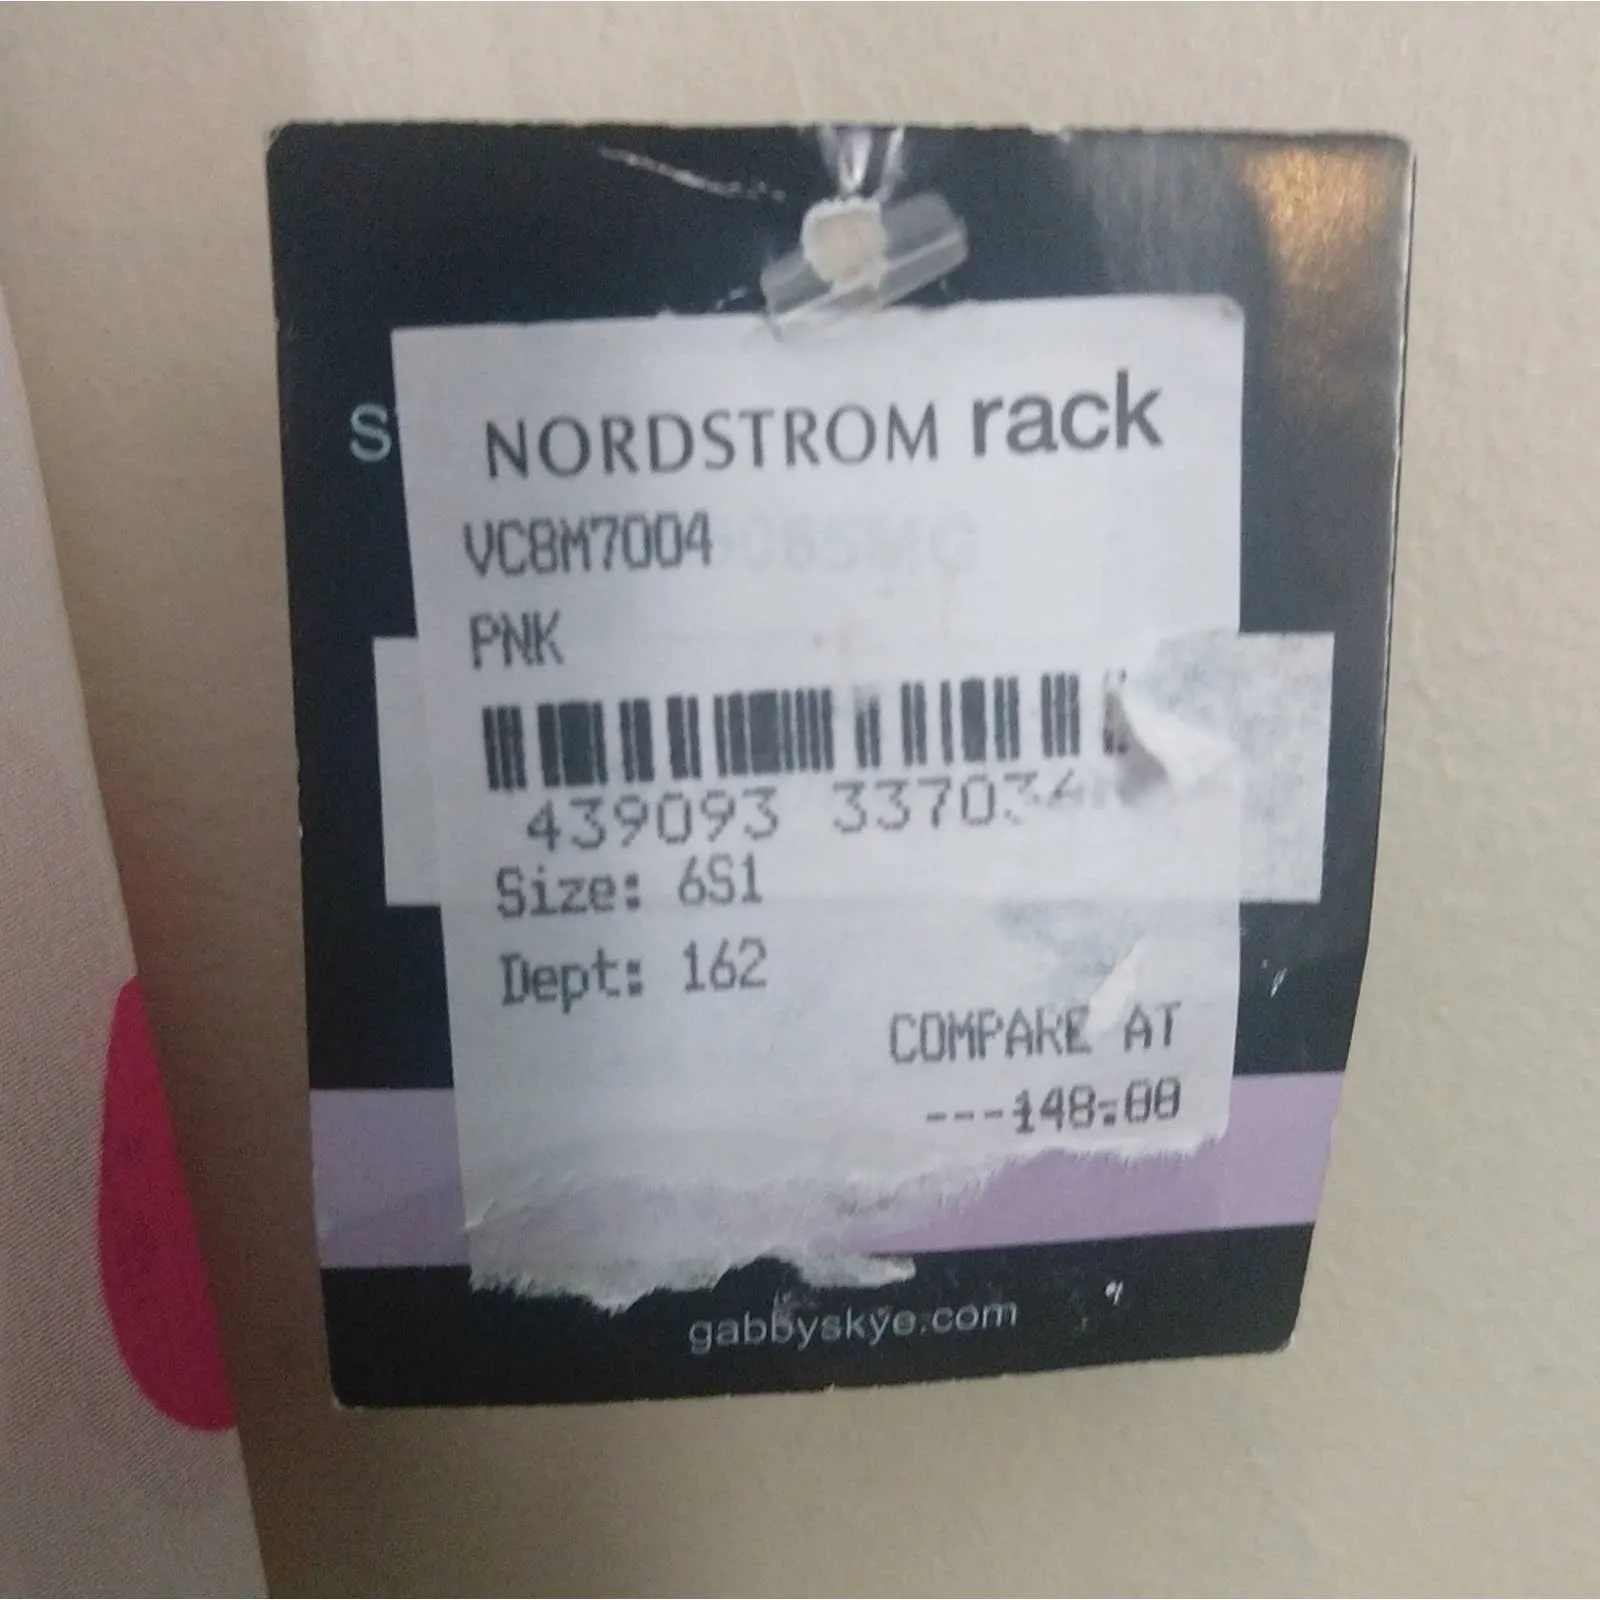 S
NORDSTROM rack
VC8M7004
PNK
439093 33703
Size: 6S1
Dept: 162
COMPARE AT
---148.00
gabbyskye.com